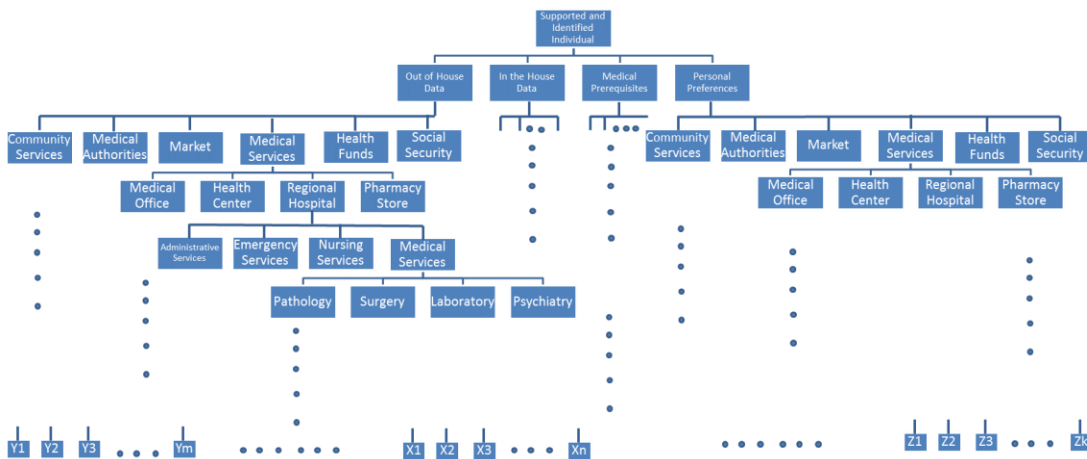 Supported and
Identified
Individual
Out of House
Data
In the House
Data
Medical
Prerequisites
Personal
Preferences
Community
Services
Medical
Authorities
Market
Medical
Services
Health
Funds
Social
Security
Community
Services
Medical
Authorities
Market
Medical
Services
Health
Funds
Social
Security
Medical
Office
Health
Center
Regional
Hospital
Pharmacy
Store
Medical
Office
Health
Center
Regional
Hospital
Pharmacy
Store
Administrative
Services
Emergency
Services
Nursing
Services
Medical
Services
Pathology
Surgery
Laboratory
Psychiatry
Y1
Y2
Y3
Ym
X1
X2
X3
Xn
Z1
Z2
Z3
Zk